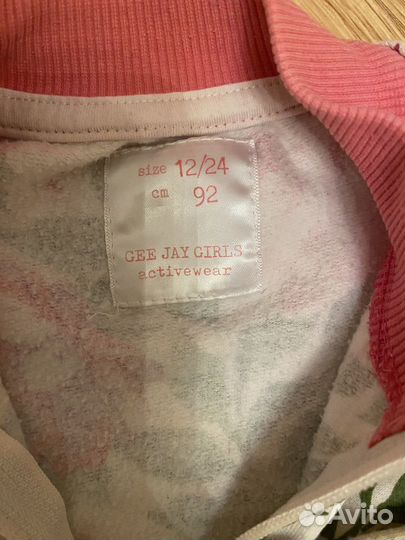 size 12/24
cm 92
GEE JAY GIRLS
activewear
Avito